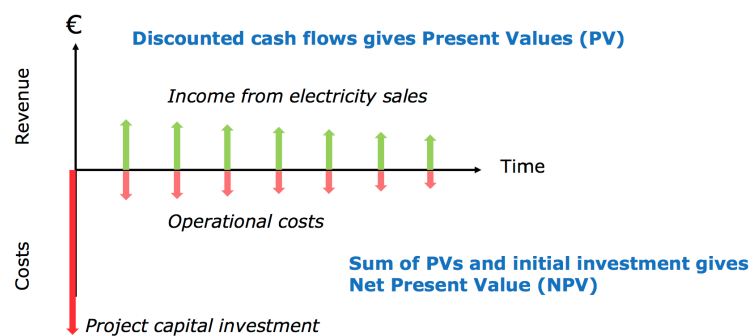 €
Discounted cash flows gives Present Values (PV)
Revenue
Income from electricity sales
Time
Operational costs
Costs
Sum of PVs and initial investment gives
Net Present Value (NPV)
Project capital investment